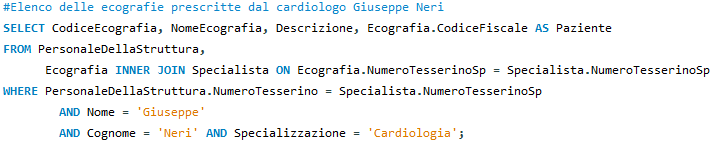 #Elenco delle ecografie prescritte dal cardiologo Giuseppe Neri
SELECT CodiceEcografia, NomeEcografia, Descrizione, Ecografia.CodiceFiscale AS Paziente
FROM PersonaleDellaStruttura,
Ecografia INNER JOIN Specialista ON Ecografia.NumeroTesserinoSp = Specialista.NumeroTesserinoSp
WHERE PersonaleDellaStruttura.NumeroTesserino = Specialista.NumeroTesserinoSp
AND Nome = 'Giuseppe'
AND Cognome = 'Neri' AND Specializzazione = 'Cardiologia';